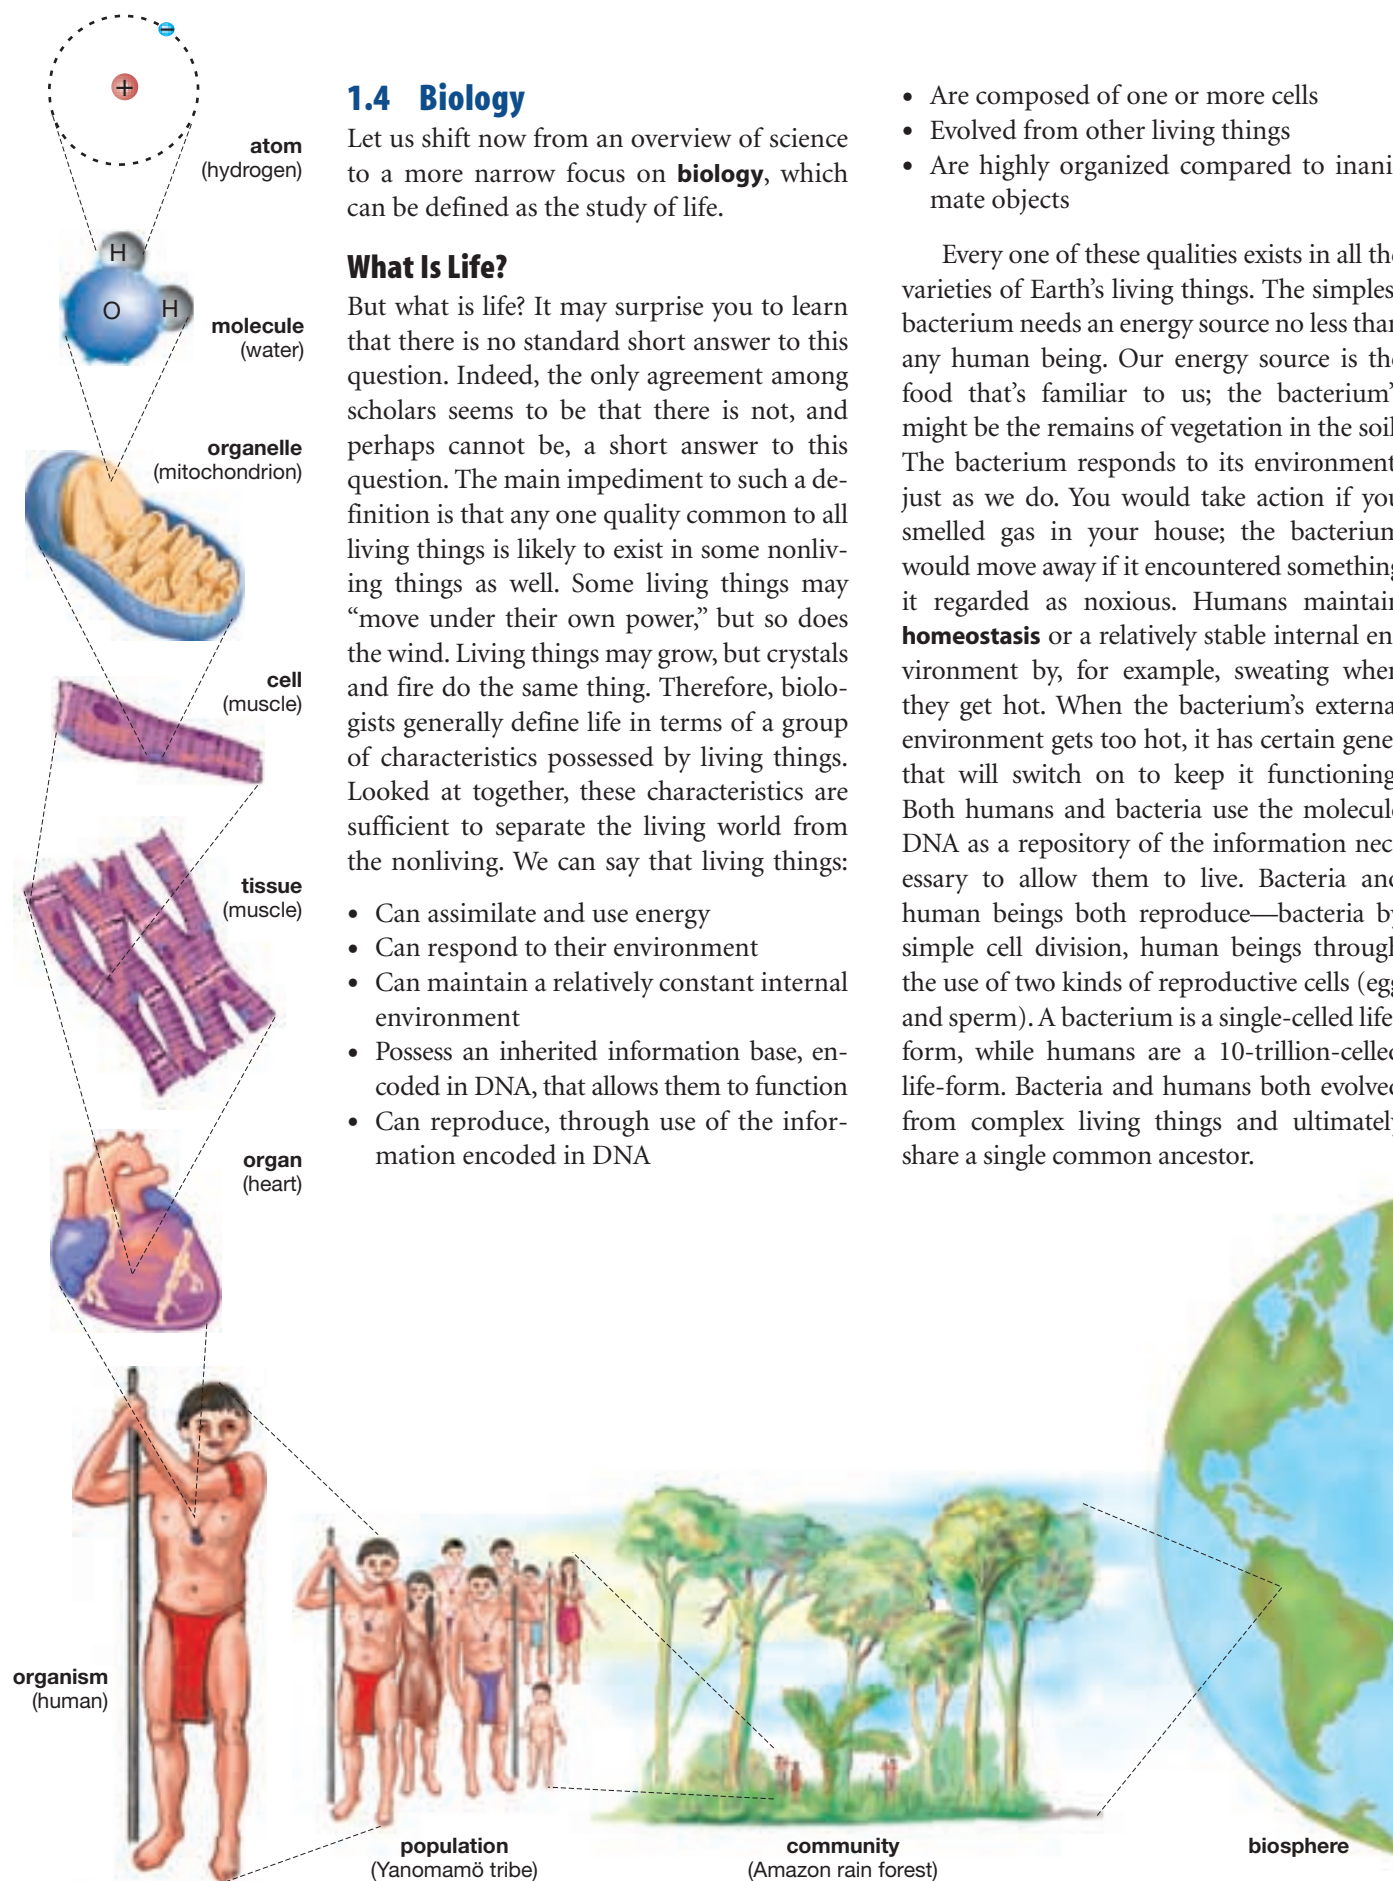 −
+
atom
(hydrogen)
H
O H
molecule
(water)
organelle
(mitochondrion)
cell
(muscle)
tissue
(muscle)
organ
(heart)
organism
(human)
1.4 Biology
Let us shift now from an overview of science
to a more narrow focus on biology, which
can be defined as the study of life.
What Is Life?
But what is life? It may surprise you to learn
that there is no standard short answer to this
question. Indeed, the only agreement among
scholars seems to be that there is not, and
perhaps cannot be, a short answer to this
question. The main impediment to such a de-
finition is that any one quality common to all
living things is likely to exist in some nonliv-
ing things as well. Some living things may
“move under their own power,” but so does
the wind. Living things may grow, but crystals
and fire do the same thing. Therefore, biolo-
gists generally define life in terms of a group
of characteristics possessed by living things.
Looked at together, these characteristics are
sufficient to separate the living world from
the nonliving. We can say that living things:
• Can assimilate and use energy
• Can respond to their environment
• Can maintain a relatively constant internal
environment
• Possess an inherited information base, en-
coded in DNA, that allows them to function
• Can reproduce, through use of the infor-
mation encoded in DNA
• Are composed of one or more cells
• Evolved from other living things
• Are highly organized compared to inani
mate objects
Every one of these qualities exists in all the
varieties of Earth’s living things. The simples
bacterium needs an energy source no less than
any human being. Our energy source is the
food that’s familiar to us; the bacterium’
might be the remains of vegetation in the soil
The bacterium responds to its environment
just as we do. You would take action if you
smelled gas in your house; the bacterium
would move away if it encountered something
it regarded as noxious. Humans maintain
homeostasis or a relatively stable internal en
vironment by, for example, sweating when
they get hot. When the bacterium’s externa
environment gets too hot, it has certain gene
that will switch on to keep it functioning
Both humans and bacteria use the molecule
DNA as a repository of the information nec
essary to allow them to live. Bacteria and
human beings both reproduce—bacteria by
simple cell division, human beings through
the use of two kinds of reproductive cells (egg
and sperm). A bacterium is a single-celled life
form, while humans are a 10-trillion-celled
life-form. Bacteria and humans both evolved
from complex living things and ultimately
share a single common ancestor.
population
(Yanomamö tribe)
community
(Amazon rain forest)
biosphere